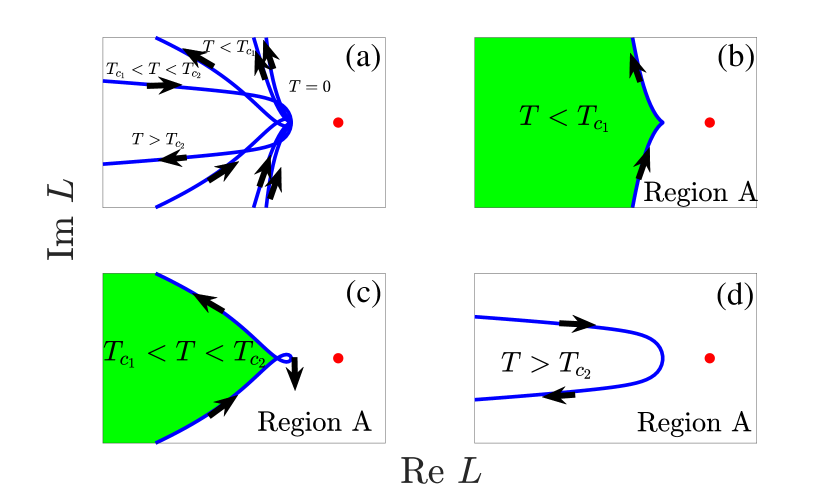 T < T_{c_1} (a)
T_{c_1} < T < T_{c_2}
T = 0
T > T_{c_2}
(b)
T < T_{c_1}
Region A
(c)
T_{c_1} < T < T_{c_2}
Region A
(d)
T > T_{c_2}
Region A
Im L
Re L